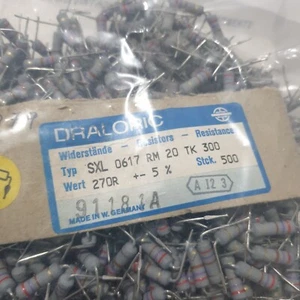 DRALORIC
Widerstände - Resistors - Resistance
Typ SXL 0617 RM 20 TK 300
Wert 270R +- 5 % Stck. 500
91181A
A 12 3
MADE IN W. GERMANY